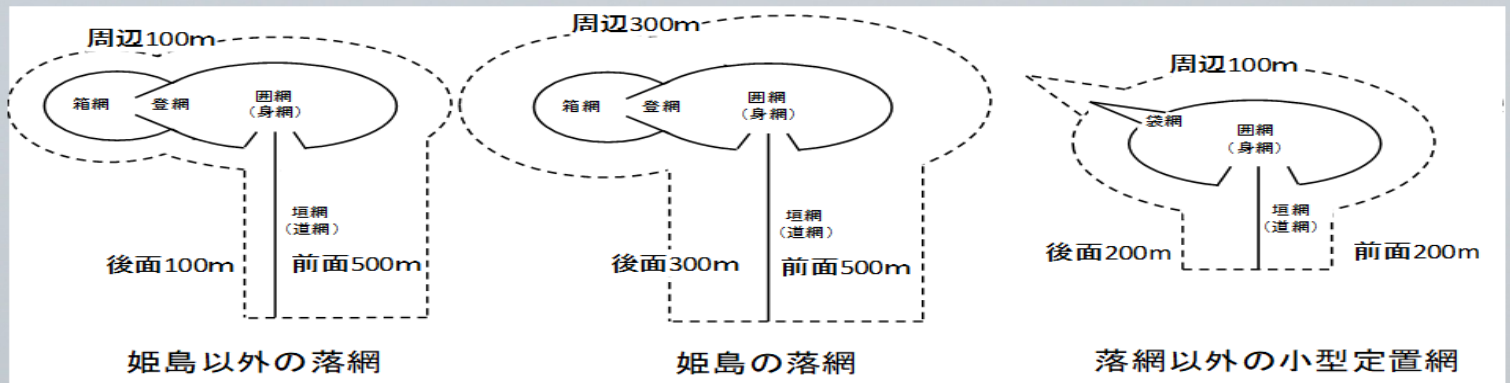 周辺100m
箱網
登網
囲網
(身網)
垣網
(道網)
後面100m
前面500m
姫島以外の落網
周辺300m
箱網
登網
囲網
(身網)
垣網
(道網)
後面300m
前面500m
姫島の落網
周辺100m
袋網
囲網
(身網)
垣網
(道網)
後面200m
前面200m
落網以外の小型定置網